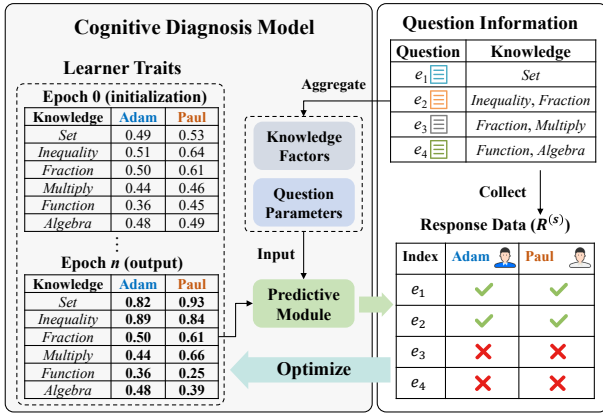 Cognitive Diagnosis Model
Learner Traits
Epoch 0 (initialization)
Knowledge Adam Paul
Set 0.49 0.53
Inequality 0.51 0.64
Fraction 0.50 0.61
Multiply 0.44 0.46
Function 0.36 0.45
Algebra 0.48 0.49
⋮
Epoch n (output)
Knowledge Adam Paul
Set 0.82 0.93
Inequality 0.89 0.84
Fraction 0.50 0.61
Multiply 0.44 0.66
Function 0.36 0.25
Algebra 0.48 0.39
Aggregate
Knowledge
Factors
Question
Parameters
Input
Predictive
Module
Optimize
Question Information
Question Knowledge
e1 Set
e2 Inequality, Fraction
e3 Fraction, Multiply
e4 Function, Algebra
Collect
Response Data (R(s))
Index Adam Paul
e1
e2
e3
e4